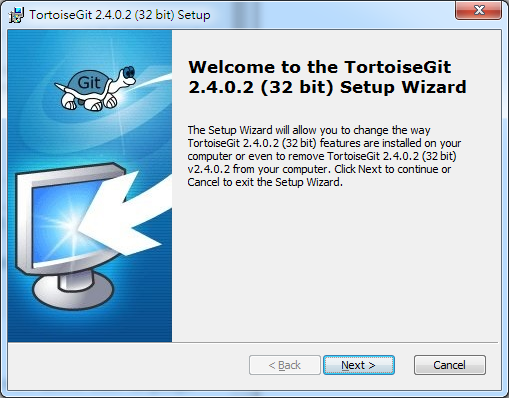 TortoiseGit 2.4.0.2 (32 bit) Setup
Git
Welcome to the TortoiseGit
2.4.0.2 (32 bit) Setup Wizard
The Setup Wizard will allow you to change the way
TortoiseGit 2.4.0.2 (32 bit) features are installed on your
computer or even to remove TortoiseGit 2.4.0.2 (32 bit)
v2.4.0.2 from your computer. Click Next to continue or
Cancel to exit the Setup Wizard.
< Back Next > Cancel